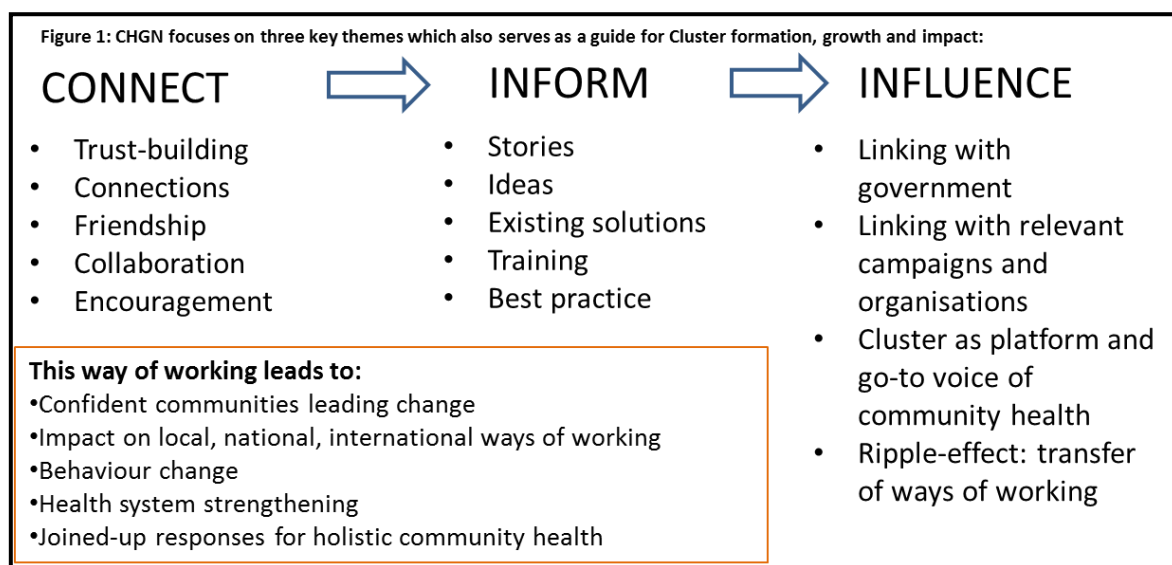 Figure 1: CHGN focuses on three key themes which also serves as a guide for Cluster formation, growth and impact:
CONNECT
• Trust-building
• Connections
• Friendship
• Collaboration
• Encouragement
INFORM
• Stories
• Ideas
• Existing solutions
• Training
• Best practice
INFLUENCE
• Linking with
government
• Linking with relevant
campaigns and
organisations
• Cluster as platform and
go-to voice of
community health
• Ripple-effect: transfer
of ways of working
This way of working leads to:
•Confident communities leading change
•Impact on local, national, international ways of working
•Behaviour change
•Health system strengthening
•Joined-up responses for holistic community health